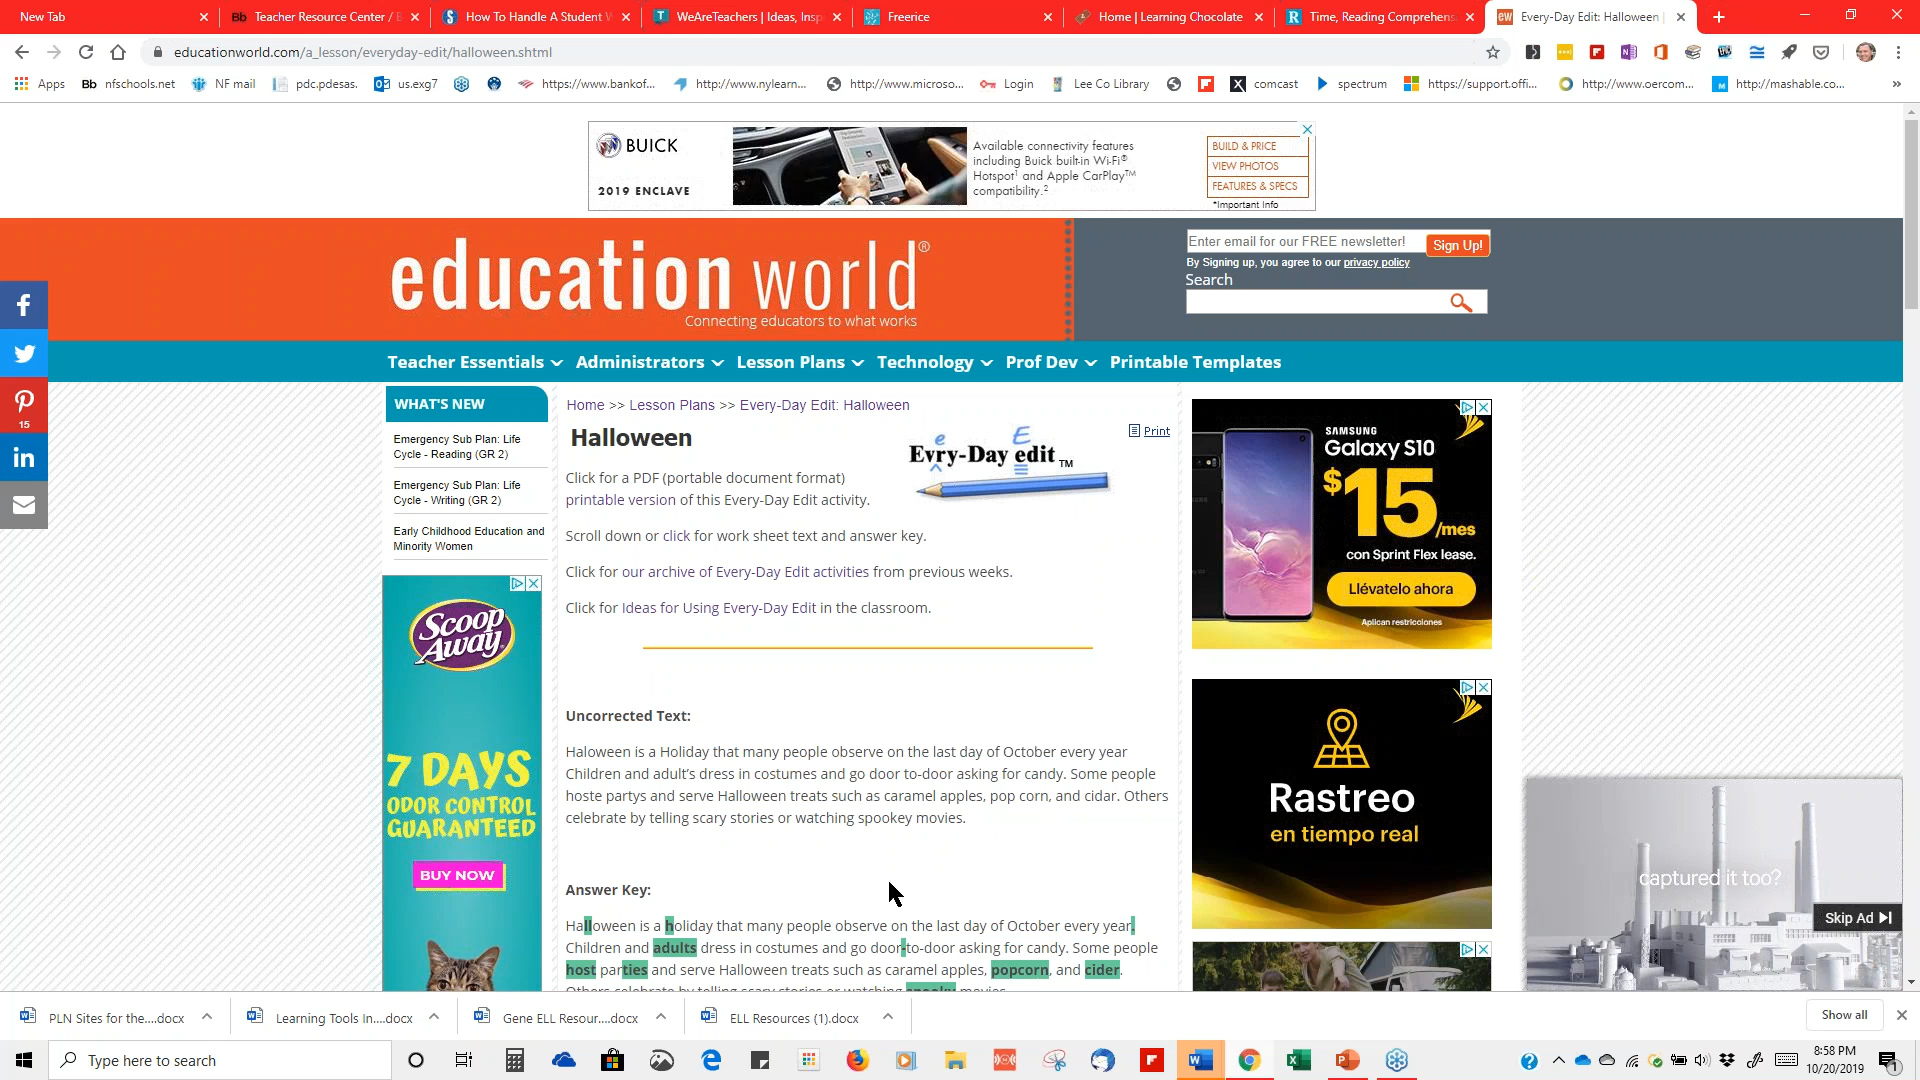 New Tab
Teacher Resource Center / B
How To Handle A Student W
WeAreTeachers | Ideas, Insp
Freerice
Home | Learning Chocolate
Time, Reading Comprehens
Every-Day Edit: Halloween |
educationworld.com/a_lesson/everyday-edit/halloween.shtml
Apps
nfschools.net
NF mail
pdc.pdesas.
us.exg7
https://www.bankof...
http://www.nylearn...
http://www.microso...
Login
Lee Co Library
comcast
spectrum
https://support.offi...
http://www.oercom...
http://mashable.co...
BUICK
2019 ENCLAVE
Available connectivity features
including Buick built-in Wi-Fi®
Hotspot¹ and Apple CarPlay™
compatibility.²
BUILD & PRICE
VIEW PHOTOS
FEATURES & SPECS
*Important Info
education world®
Connecting educators to what works
Enter email for our FREE newsletter!
Sign Up!
By Signing up, you agree to our privacy policy
Search
Teacher Essentials
Administrators
Lesson Plans
Technology
Prof Dev
Printable Templates
15
WHAT'S NEW
Emergency Sub Plan: Life
Cycle - Reading (GR 2)
Emergency Sub Plan: Life
Cycle - Writing (GR 2)
Early Childhood Education and
Minority Women
Scoop
Away
7 DAYS
ODOR CONTROL
GUARANTEED
BUY NOW
Home >> Lesson Plans >> Every-Day Edit: Halloween
Halloween
e E
Evry-Day edit TM
Print
Click for a PDF (portable document format)
printable version of this Every-Day Edit activity.
Scroll down or click for work sheet text and answer key.
Click for our archive of Every-Day Edit activities from previous weeks.
Click for Ideas for Using Every-Day Edit in the classroom.
Uncorrected Text:
Haloween is a Holiday that many people observe on the last day of October every year
Children and adult's dress in costumes and go door to-door asking for candy. Some people
hoste partys and serve Halloween treats such as caramel apples, pop corn, and cidar. Others
celebrate by telling scary stories or watching spookey movies.
Answer Key:
Halloween is a holiday that many people observe on the last day of October every year.
Children and adults dress in costumes and go door-to-door asking for candy. Some people
host parties and serve Halloween treats such as caramel apples, popcorn, and cider.
Others celebrate by telling scary stories or watching spooky movies.
SAMSUNG
Galaxy S10
$15/mes
con Sprint Flex lease.
Llévatelo ahora
Aplican restricciones
Rastreo
en tiempo real
captured it too?
Skip Ad
PLN Sites for the....docx
Learning Tools In....docx
Gene ELL Resour....docx
ELL Resources (1).docx
Show all
Type here to search
8:58 PM
10/20/2019